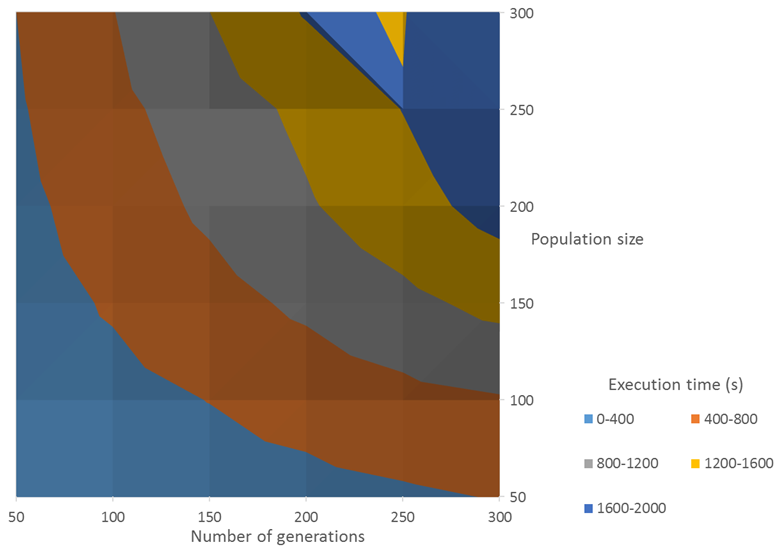 300
250
200
Population size
150
100
50
50 100 150 200 250 300
Number of generations
Execution time (s)
0-400 400-800
800-1200 1200-1600
1600-2000